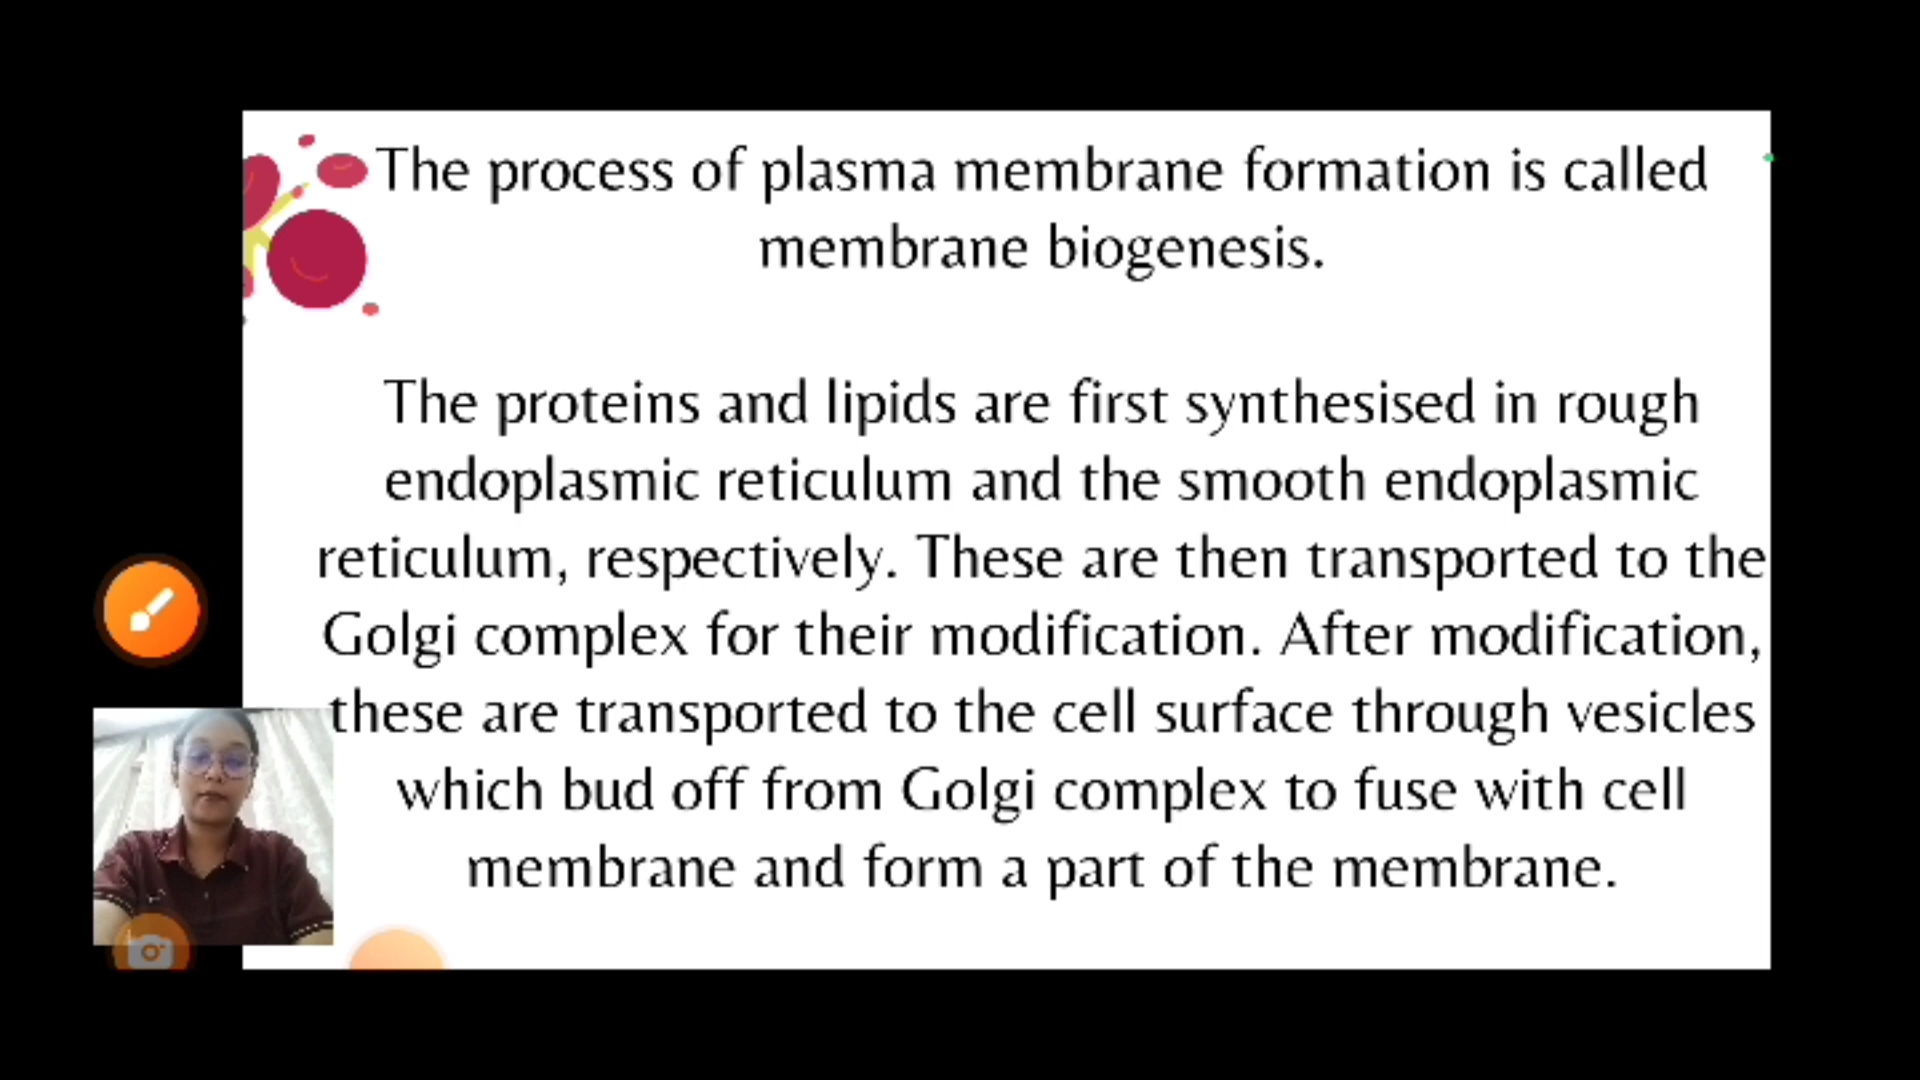 The process of plasma membrane formation is called
membrane biogenesis.
The proteins and lipids are first synthesised in rough
endoplasmic reticulum and the smooth endoplasmic
reticulum, respectively. These are then transported to the
Golgi complex for their modification. After modification,
these are transported to the cell surface through vesicles
which bud off from Golgi complex to fuse with cell
membrane and form a part of the membrane.